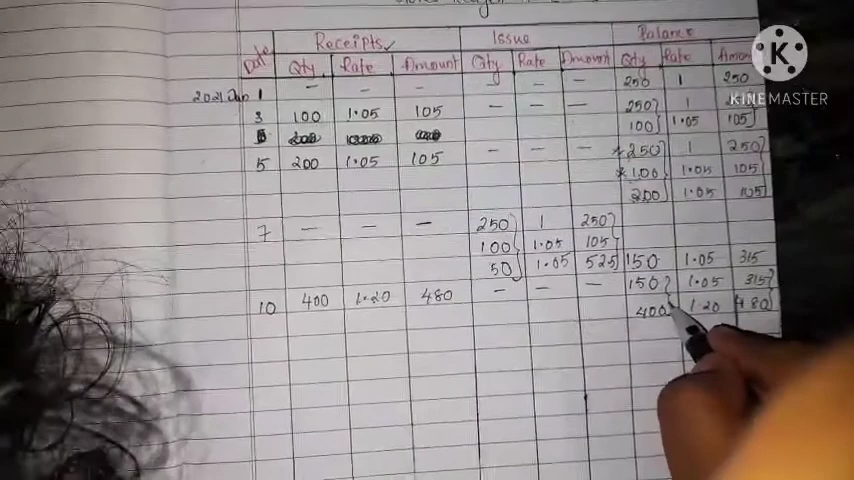 Receipts Issue Balance
Date Qty Rate Amount Qty Rate Amount Qty Rate Amount
2021 Jan 1 - - - - - - 250 1 250
3 100 1.05 105 - - - 250 1
100 1.05 105
5 200 1.05 105 - - - *250 1 250
*100 1.05 105
200 1.05 105
7 - - - 250 1 250
100 1.05 105
50 1.05 525 150 1.05 315
10 400 1.20 480 - - - 150 1.05 315
400 1.20 480
Made with
KINEMASTER